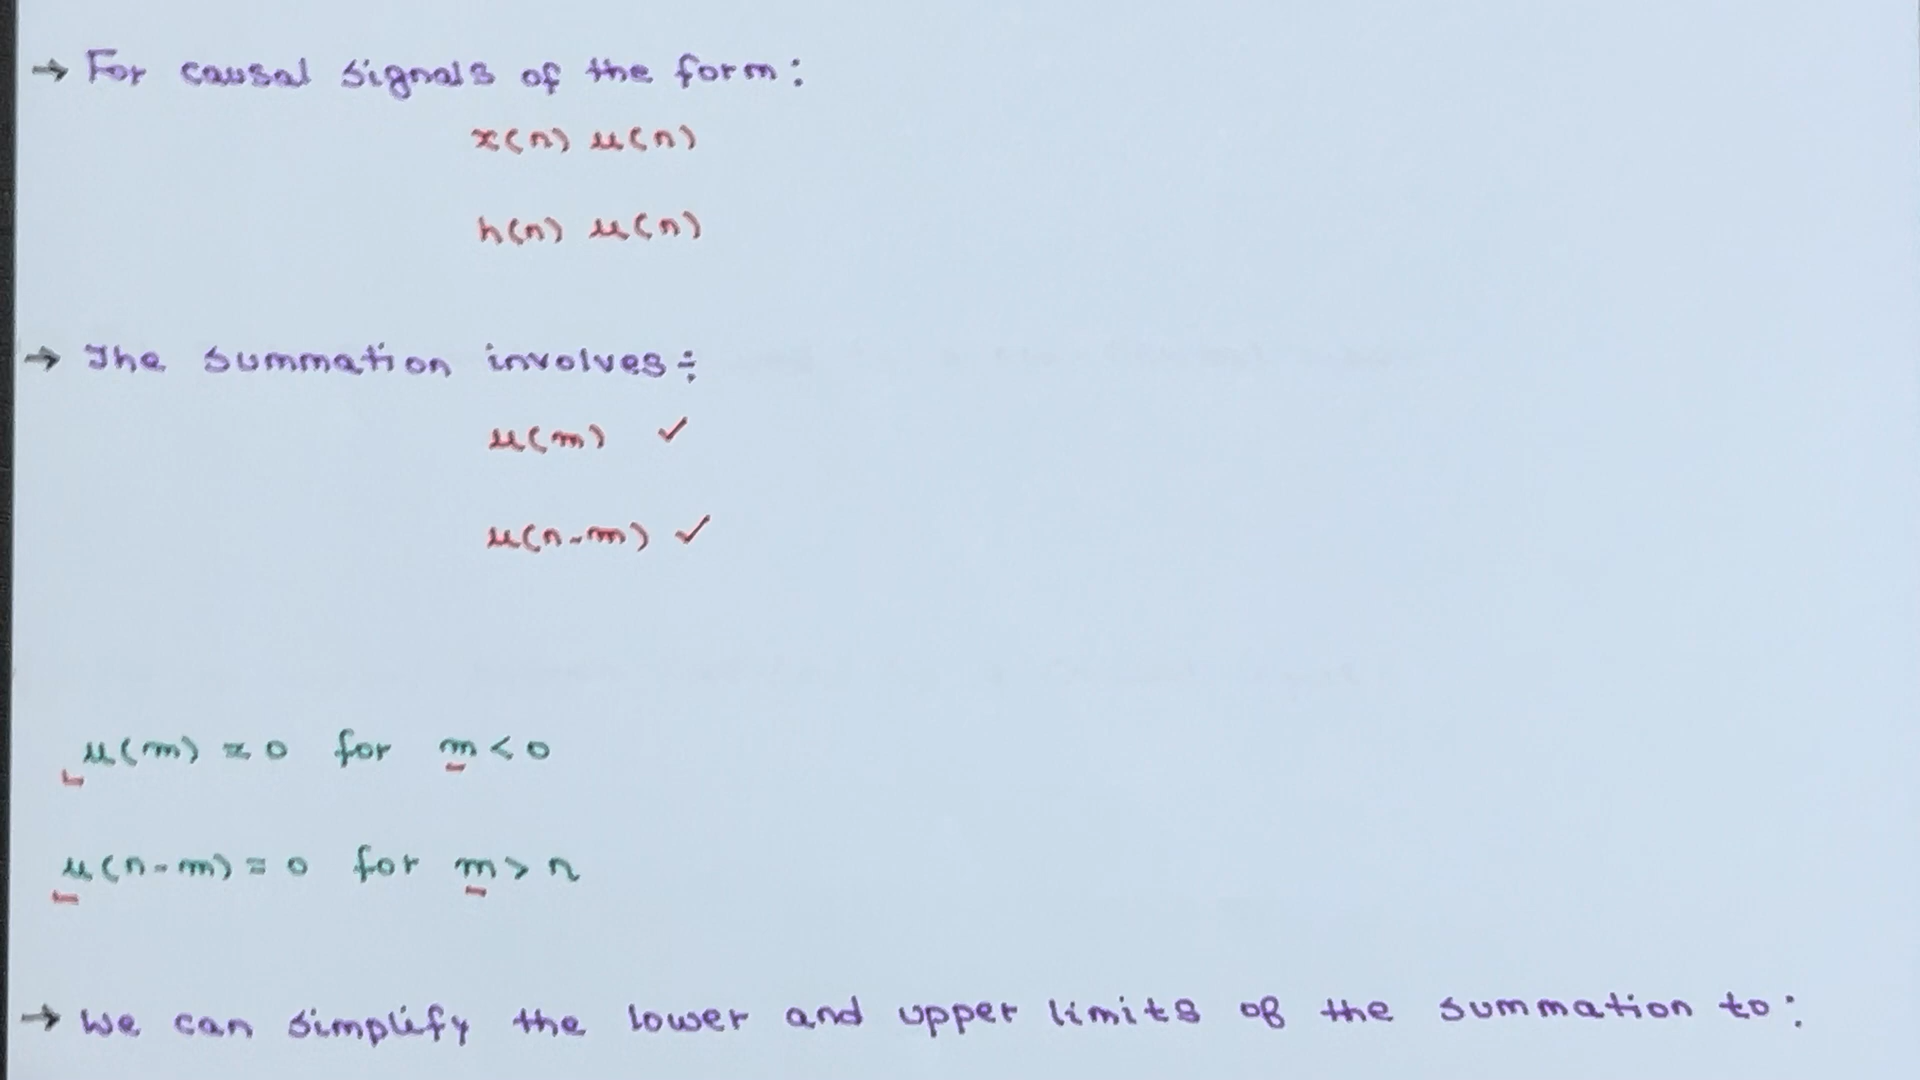 → For causal signals of the form:
x(n) u(n)
h(n) u(n)
→ The summation involves:
u(m) ✓
u(n-m) ✓
u(m) = 0 for m < 0
u(n-m) = 0 for m > n
→ We can simplify the lower and upper limits of the summation to: